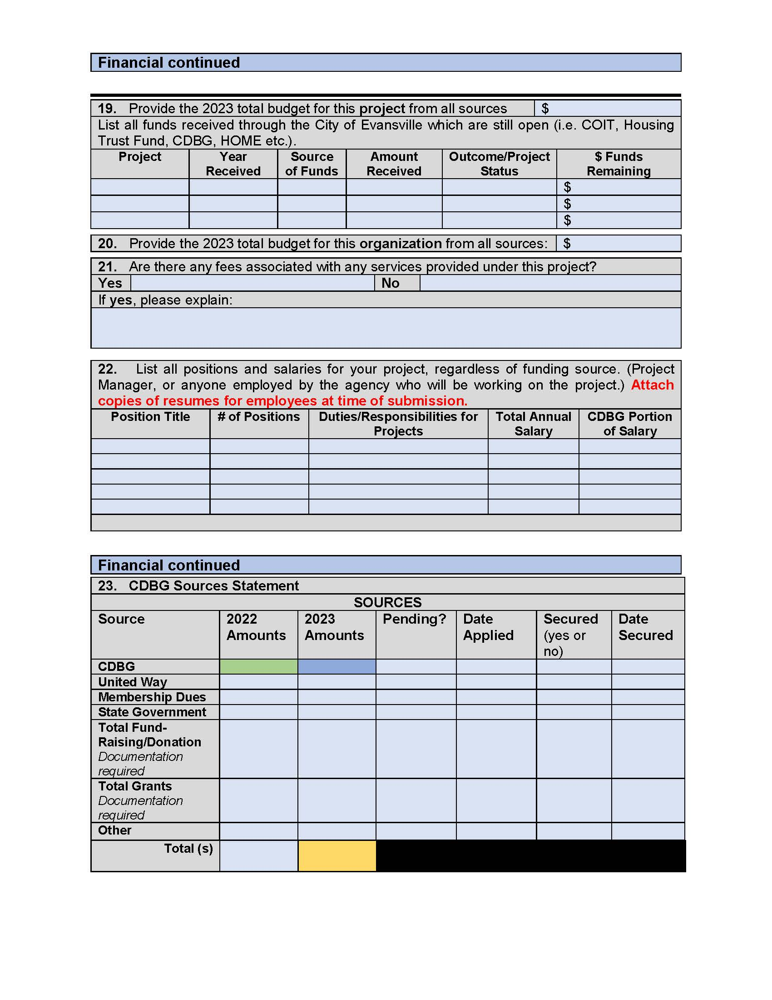 Financial continued
19. Provide the 2023 total budget for this project from all sources $
List all funds received through the City of Evansville which are still open (i.e. COIT, Housing
Trust Fund, CDBG, HOME etc.).
Project Year Received Source of Funds Amount Received Outcome/Project Status $ Funds Remaining
$
$
$
20. Provide the 2023 total budget for this organization from all sources: $
21. Are there any fees associated with any services provided under this project?
Yes No
If yes, please explain:
22. List all positions and salaries for your project, regardless of funding source. (Project
Manager, or anyone employed by the agency who will be working on the project.) Attach
copies of resumes for employees at time of submission.
Position Title # of Positions Duties/Responsibilities for Projects Total Annual Salary CDBG Portion of Salary
Financial continued
23. CDBG Sources Statement
SOURCES
Source 2022 Amounts 2023 Amounts Pending? Date Applied Secured (yes or no) Date Secured
CDBG
United Way
Membership Dues
State Government
Total Fund-
Raising/Donation
Documentation
required
Total Grants
Documentation
required
Other
Total (s)